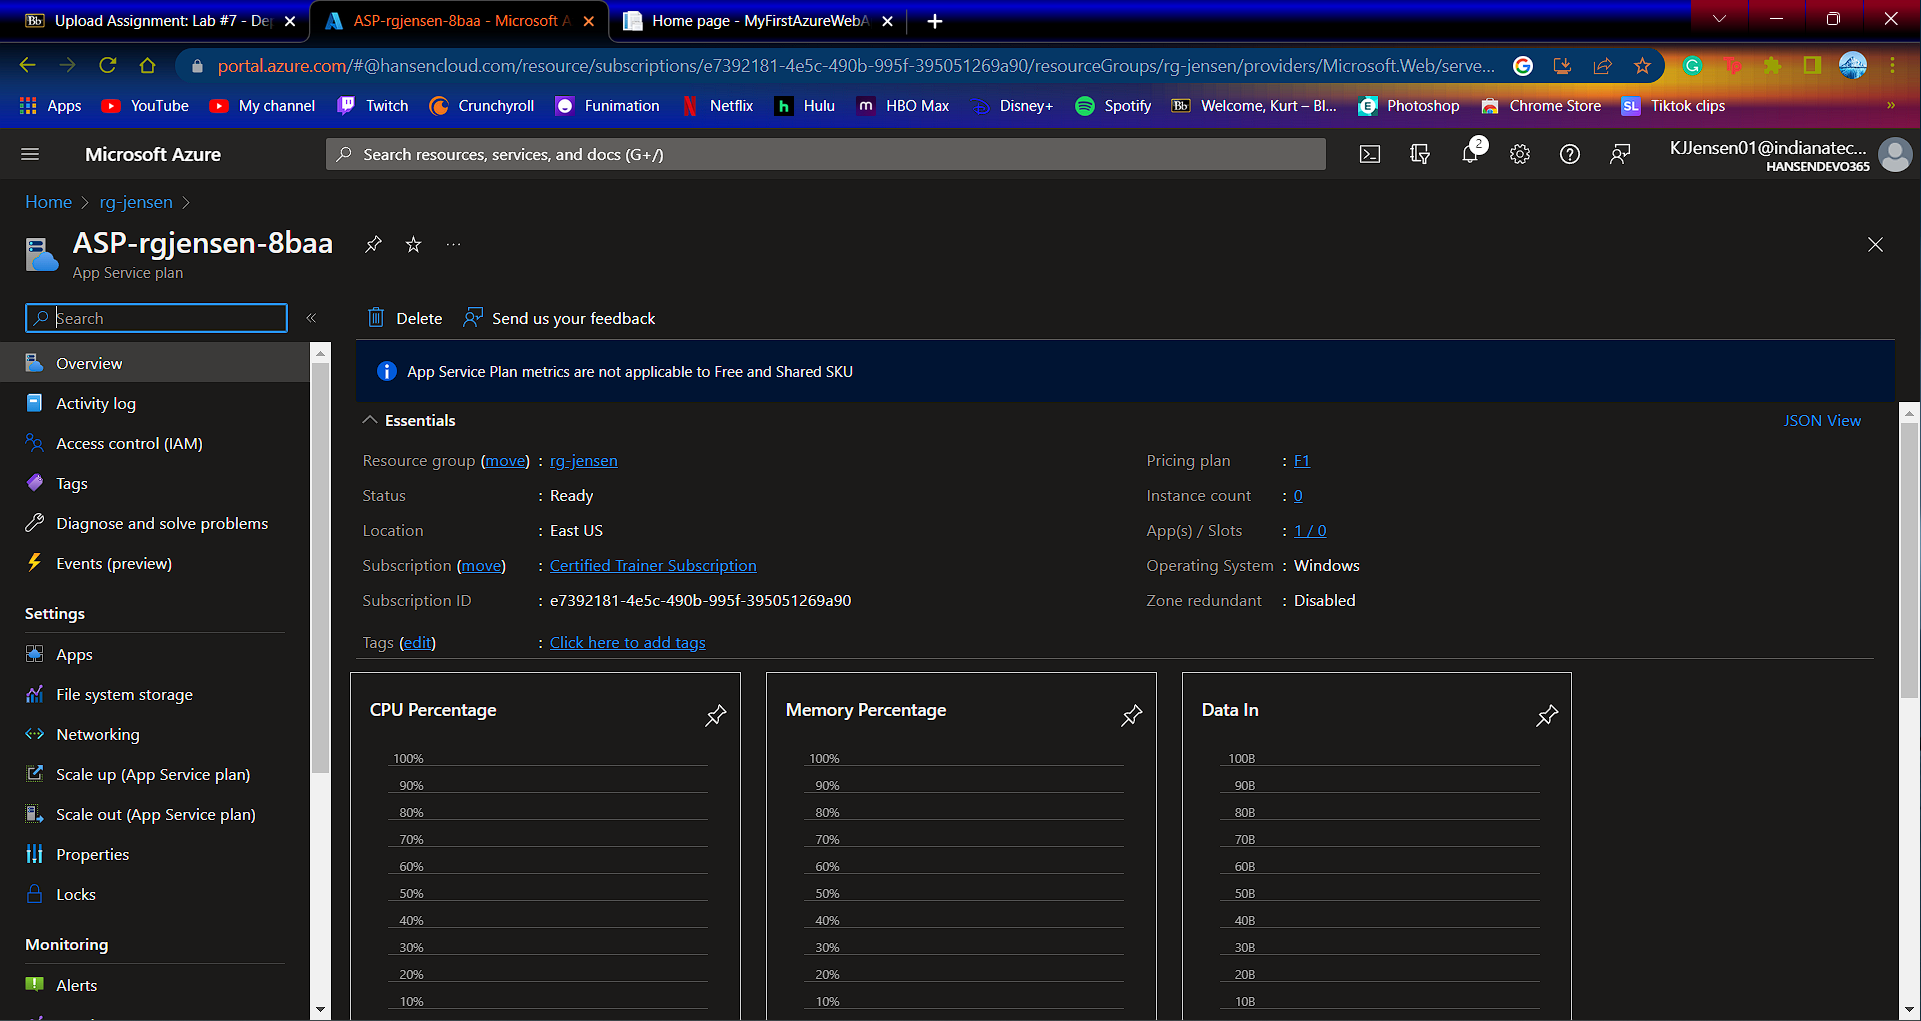 Upload Assignment: Lab #7 - De
ASP-rgjensen-8baa - Microsoft A
Home page - MyFirstAzureWebA
portal.azure.com/#@hansencloud.com/resource/subscriptions/e7392181-4e5c-490b-995f-395051269a90/resourceGroups/rg-jensen/providers/Microsoft.Web/serve...
Apps YouTube My channel Twitch Crunchyroll Funimation Netflix Hulu HBO Max Disney+ Spotify Bb Welcome, Kurt – Bl... Photoshop Chrome Store SL Tiktok clips »
Microsoft Azure
Search resources, services, and docs (G+/)
2
KJJensen01@indianatec...
HANSENDEVO365
Home > rg-jensen >
ASP-rgjensen-8baa
App Service plan
Search
Delete
Send us your feedback
App Service Plan metrics are not applicable to Free and Shared SKU
Overview
Activity log
Access control (IAM)
Tags
Diagnose and solve problems
Events (preview)
Settings
Apps
File system storage
Networking
Scale up (App Service plan)
Scale out (App Service plan)
Properties
Locks
Monitoring
Alerts
Essentials
JSON View
Resource group (move) : rg-jensen
Status : Ready
Location : East US
Subscription (move) : Certified Trainer Subscription
Subscription ID : e7392181-4e5c-490b-995f-395051269a90
Tags (edit) : Click here to add tags
Pricing plan : F1
Instance count : 0
App(s) / Slots : 1 / 0
Operating System : Windows
Zone redundant : Disabled
CPU Percentage
100%
90%
80%
70%
60%
50%
40%
30%
20%
10%
Memory Percentage
100%
90%
80%
70%
60%
50%
40%
30%
20%
10%
Data In
100B
90B
80B
70B
60B
50B
40B
30B
20B
10B